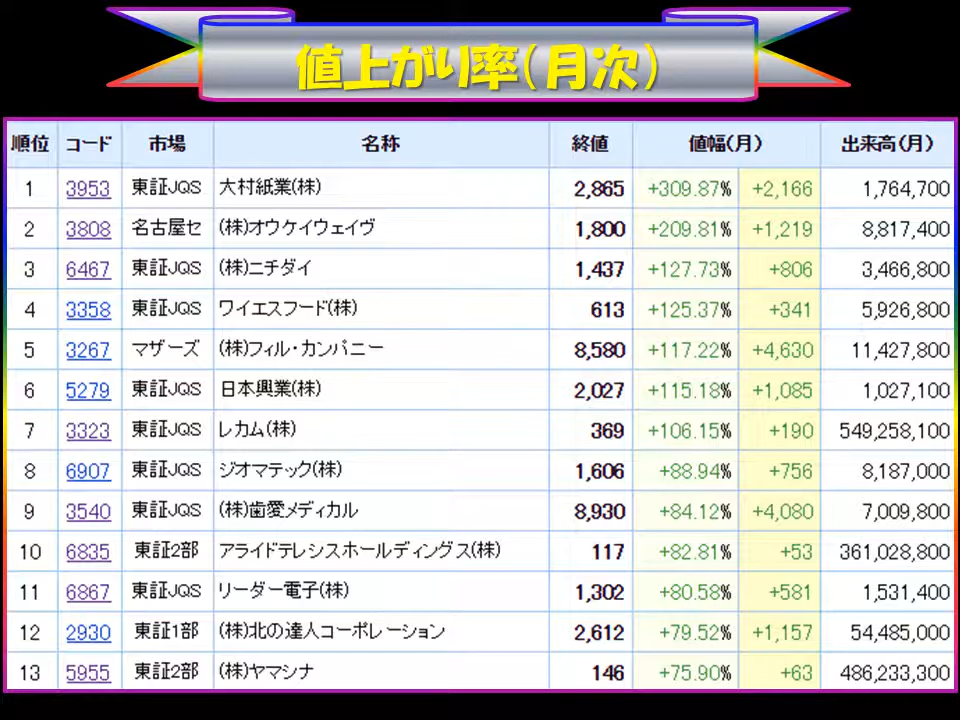 値上がり率(月次)
順位 コード 市場 名称 終値 値幅(月) 出来高(月)
1 3953 東証JQS 大村紙業(株) 2,865 +309.87% +2,166 1,764,700
2 3808 名古屋セ (株)オウケイウェイヴ 1,800 +209.81% +1,219 8,817,400
3 6467 東証JQS (株)ニチダイ 1,437 +127.73% +806 3,466,800
4 3358 東証JQS ワイエスフード(株) 613 +125.37% +341 5,926,800
5 3267 マザーズ (株)フィル・カンパニー 8,580 +117.22% +4,630 11,427,800
6 5279 東証JQS 日本興業(株) 2,027 +115.18% +1,085 1,027,100
7 3323 東証JQS レカム(株) 369 +106.15% +190 549,258,100
8 6907 東証JQS ジオマテック(株) 1,606 +88.94% +756 8,187,000
9 3540 東証JQS (株)歯愛メディカル 8,930 +84.12% +4,080 7,009,800
10 6835 東証2部 アライドテレシスホールディングス(株) 117 +82.81% +53 361,028,800
11 6867 東証JQS リーダー電子(株) 1,302 +80.58% +581 1,531,400
12 2930 東証1部 (株)北の達人コーポレーション 2,612 +79.52% +1,157 54,485,000
13 5955 東証2部 (株)ヤマシナ 146 +75.90% +63 486,233,300